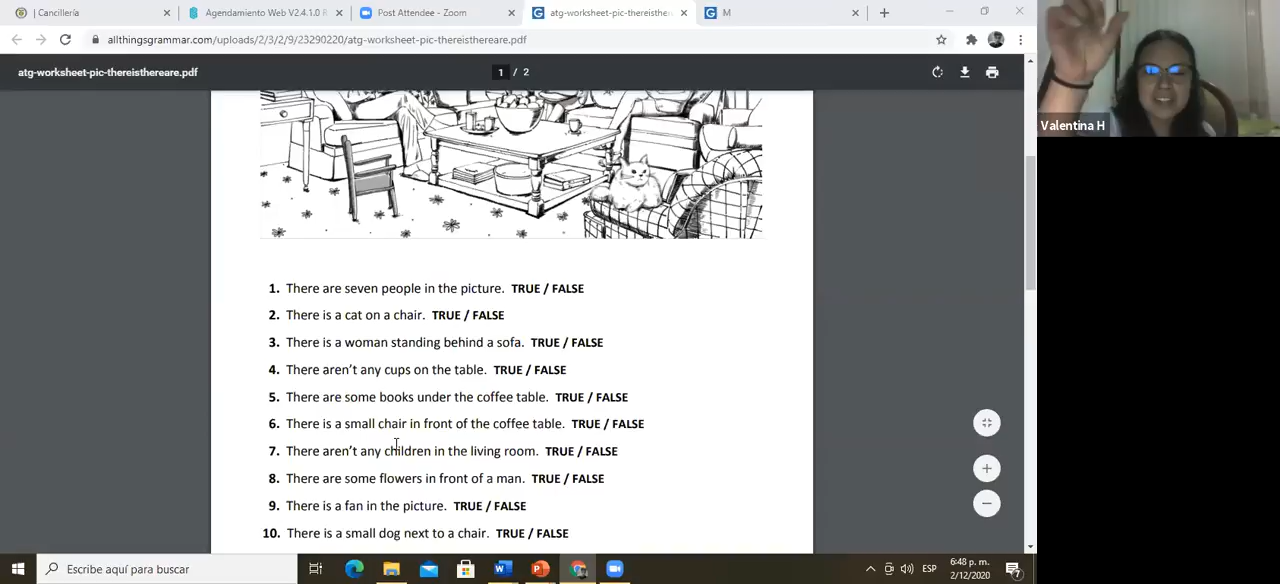 | Cancillería
Agendamiento Web V2.4.1.0 R
Post Attendee - Zoom
atg-worksheet-pic-thereisthere
M
allthingsgrammar.com/uploads/2/3/2/9/23290220/atg-worksheet-pic-thereisthereare.pdf
atg-worksheet-pic-thereisthereare.pdf
1 / 2
Valentina H
1. There are seven people in the picture. TRUE / FALSE
2. There is a cat on a chair. TRUE / FALSE
3. There is a woman standing behind a sofa. TRUE / FALSE
4. There aren't any cups on the table. TRUE / FALSE
5. There are some books under the coffee table. TRUE / FALSE
6. There is a small chair in front of the coffee table. TRUE / FALSE
7. There aren't any children in the living room. TRUE / FALSE
8. There are some flowers in front of a man. TRUE / FALSE
9. There is a fan in the picture. TRUE / FALSE
10. There is a small dog next to a chair. TRUE / FALSE
Escribe aquí para buscar
ESP
6:48 p. m.
2/12/2020